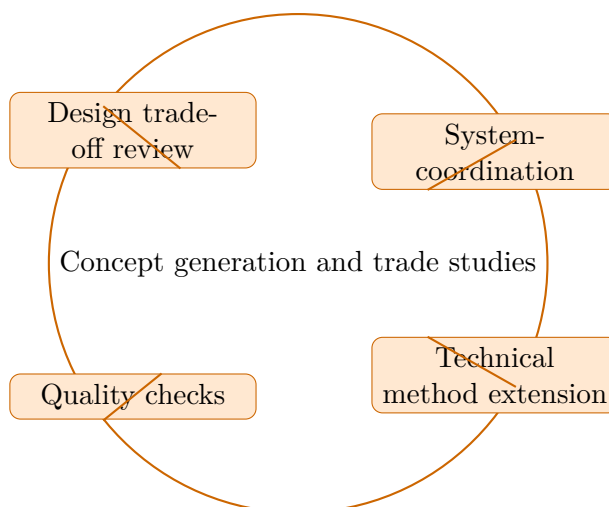 Design trade-
off review
System-
coordination
Concept generation and trade studies
Technical
method extension
Quality checks